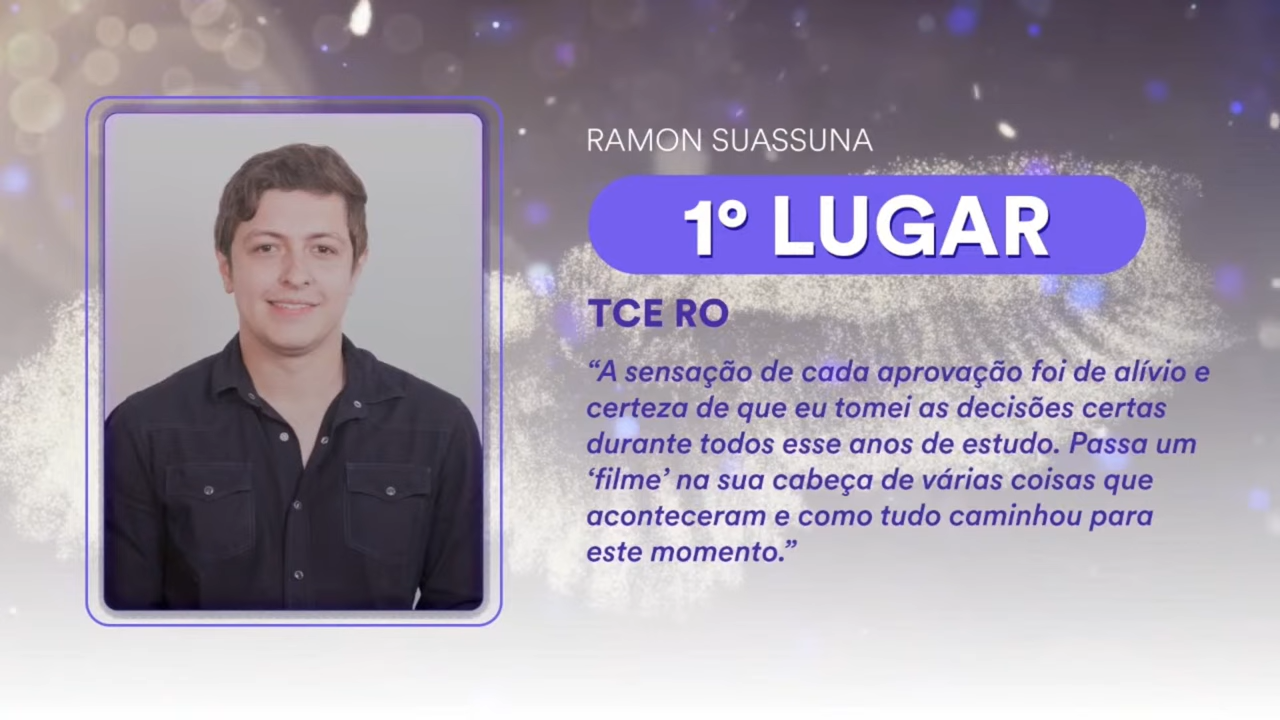 RAMON SUASSUNA
1º LUGAR
TCE RO
“A sensação de cada aprovação foi de alívio e
certeza de que eu tomei as decisões certas
durante todos esse anos de estudo. Passa um
‘filme’ na sua cabeça de várias coisas que
aconteceram e como tudo caminhou para
este momento.”